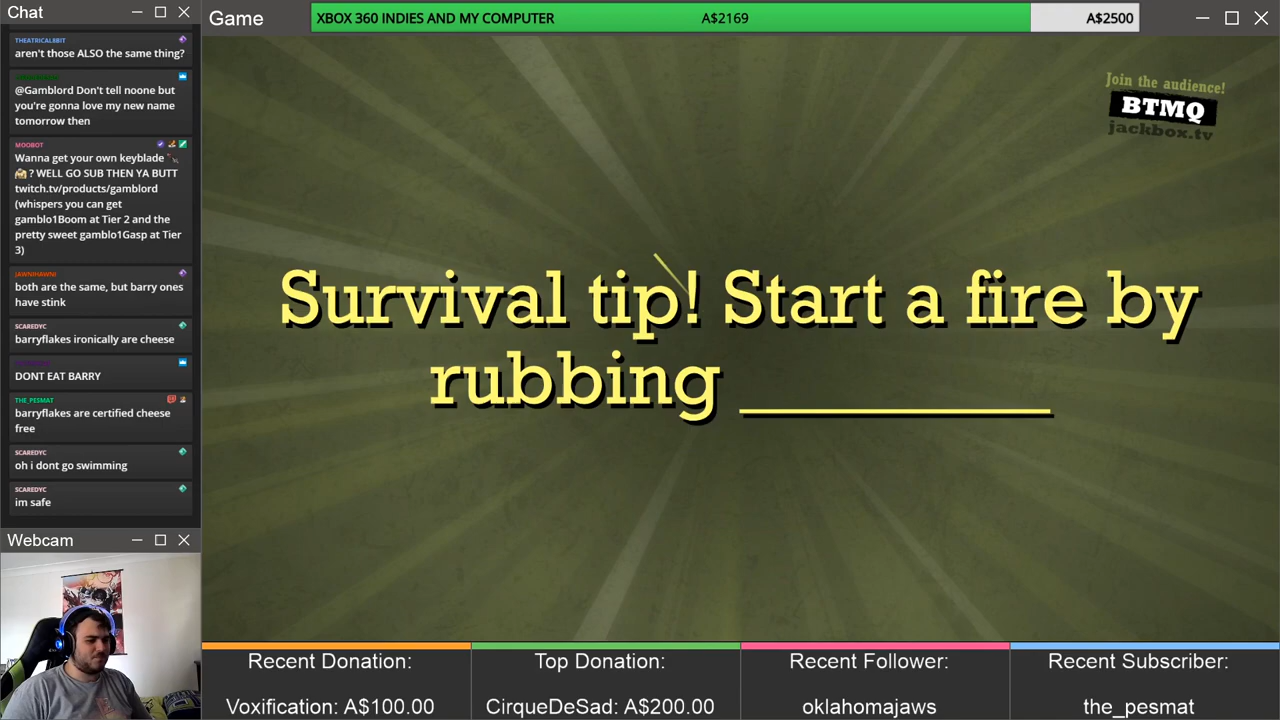 Chat
THEATRICAL8BIT
aren't those ALSO the same thing?
@Gamblord Don't tell noone but
you're gonna love my new name
tomorrow then
MOOBOT
Wanna get your own keyblade
? WELL GO SUB THEN YA BUTT
twitch.tv/products/gamblord
(whispers you can get
gamblo1Boom at Tier 2 and the
pretty sweet gamblo1Gasp at Tier
3)
JAWNIHAWNI
both are the same, but barry ones
have stink
SCAREDYC
barryflakes ironically are cheese
DONT EAT BARRY
THE_PESMAT
barryflakes are certified cheese
free
SCAREDYC
oh i dont go swimming
SCAREDYC
im safe
Webcam
Game
XBOX 360 INDIES AND MY COMPUTER A$2169 A$2500
Join the audience!
BTMQ
jackbox.tv
Survival tip! Start a fire by
rubbing __________
Recent Donation:
Voxification: A$100.00
Top Donation:
CirqueDeSad: A$200.00
Recent Follower:
oklahomajaws
Recent Subscriber:
the_pesmat